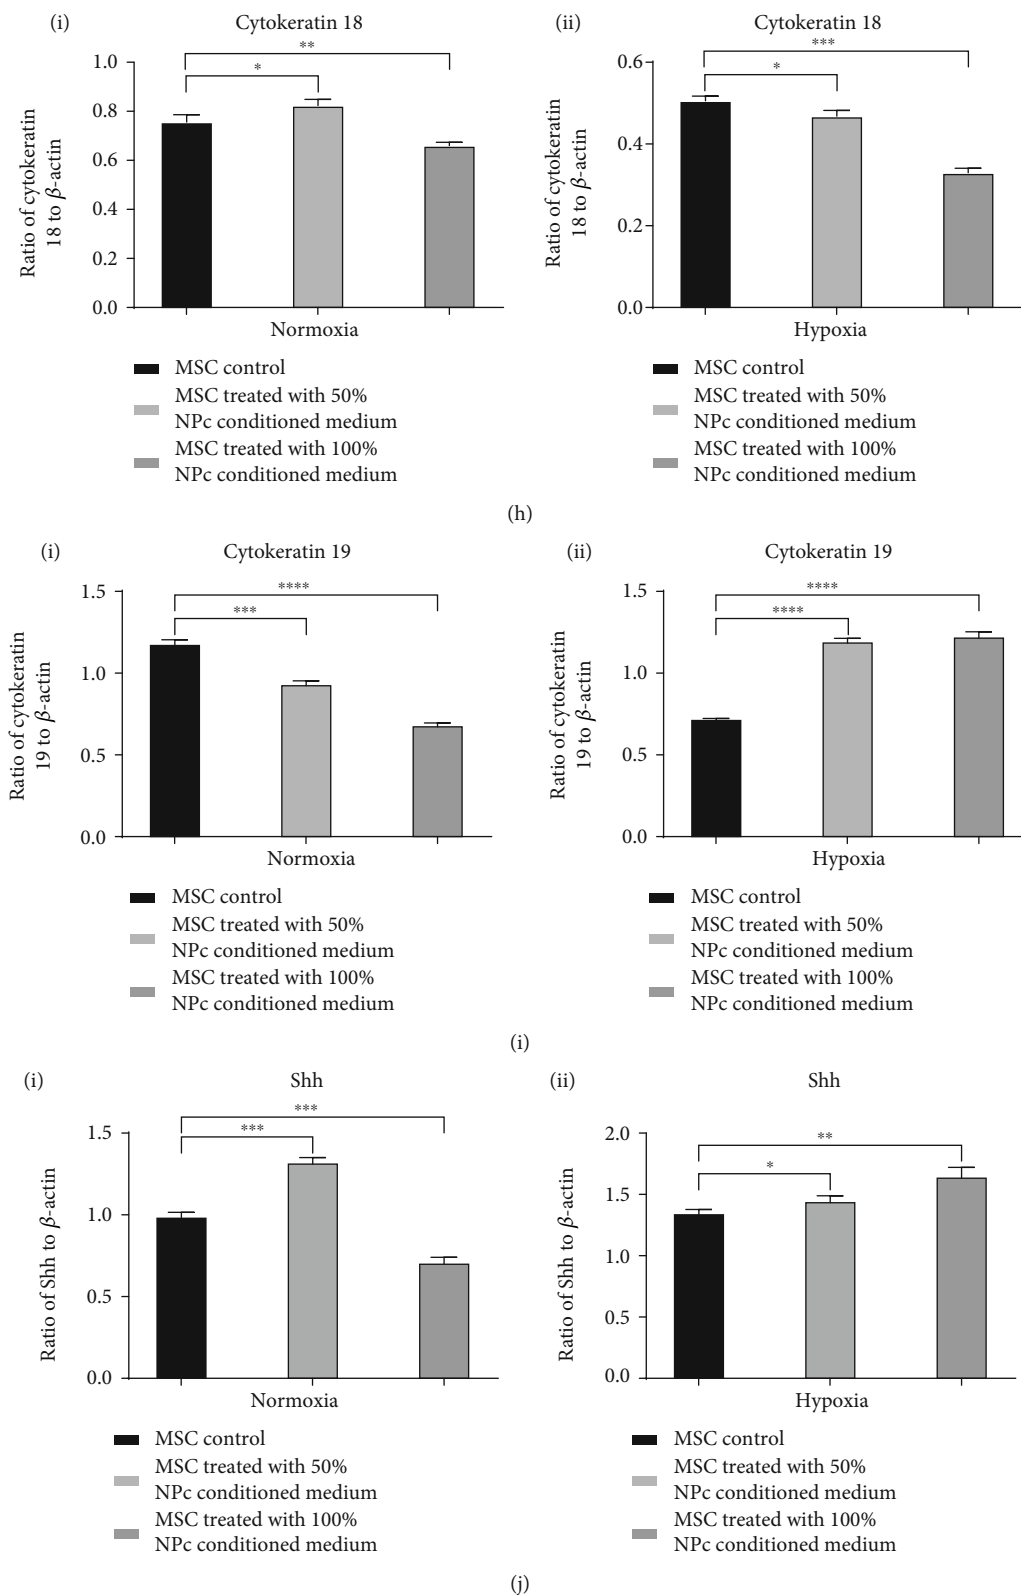 (i)
Cytokeratin 18
**
*
1.0
0.8
0.6
0.4
0.2
0.0
Ratio of cytokeratin
18 to β-actin
Normoxia
MSC control
MSC treated with 50%
NPc conditioned medium
MSC treated with 100%
NPc conditioned medium
(ii)
Cytokeratin 18
***
*
0.6
0.4
0.2
0.0
Ratio of cytokeratin
18 to β-actin
Hypoxia
MSC control
MSC treated with 50%
NPc conditioned medium
MSC treated with 100%
NPc conditioned medium
(h)
(i)
Cytokeratin 19
****
***
1.5
1.0
0.5
0.0
Ratio of cytokeratin
19 to β-actin
Normoxia
MSC control
MSC treated with 50%
NPc conditioned medium
MSC treated with 100%
NPc conditioned medium
(ii)
Cytokeratin 19
****
****
1.5
1.0
0.5
0.0
Ratio of cytokeratin
19 to β-actin
Hypoxia
MSC control
MSC treated with 50%
NPc conditioned medium
MSC treated with 100%
NPc conditioned medium
(i)
(i)
Shh
***
***
1.5
1.0
0.5
0.0
Ratio of Shh to β-actin
Normoxia
MSC control
MSC treated with 50%
NPc conditioned medium
MSC treated with 100%
NPc conditioned medium
(ii)
Shh
**
*
2.0
1.5
1.0
0.5
0.0
Ratio of Shh to β-actin
Hypoxia
MSC control
MSC treated with 50%
NPc conditioned medium
MSC treated with 100%
NPc conditioned medium
(j)